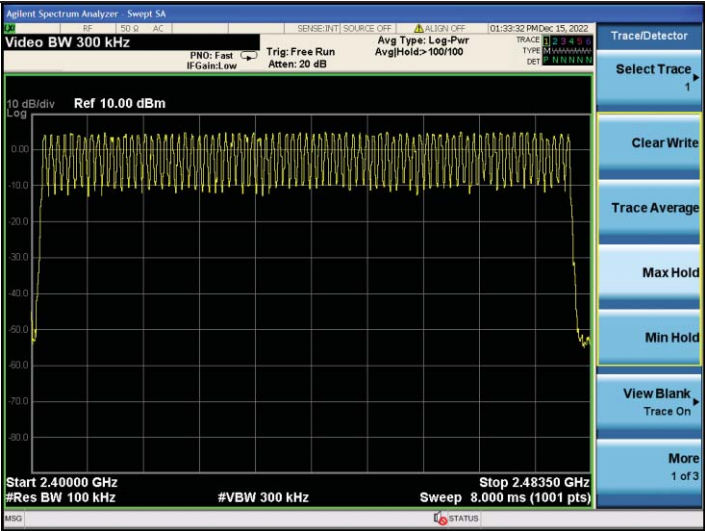 Agilent Spectrum Analyzer - Swept SA
RF 50 Ω AC SENSE:INT SOURCE OFF ALIGN OFF 01:33:32 PM Dec 15, 2022
Video BW 300 kHz
PNO: Fast
IFGain:Low
Trig: Free Run
Atten: 20 dB
Avg Type: Log-Pwr
Avg|Hold:>100/100
TRACE 1 2 3 4 5 6
TYPE M
DET P N N N N N
Trace/Detector
Select Trace
1
10 dB/div Ref 10.00 dBm
Log
0.00
-10.0
-20.0
-30.0
-40.0
-50.0
-60.0
-70.0
-80.0
Clear Write
Trace Average
Max Hold
Min Hold
View Blank
Trace On
More
1 of 3
Start 2.40000 GHz Stop 2.48350 GHz
#Res BW 100 kHz #VBW 300 kHz Sweep 8.000 ms (1001 pts)
MSG STATUS